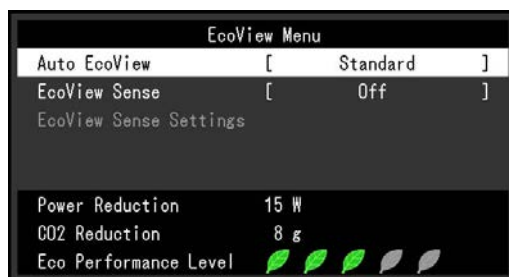 EcoView Menu
Auto EcoView [ Standard ]
EcoView Sense [ Off ]
EcoView Sense Settings
Power Reduction 15 W
CO2 Reduction 8 g
Eco Performance Level